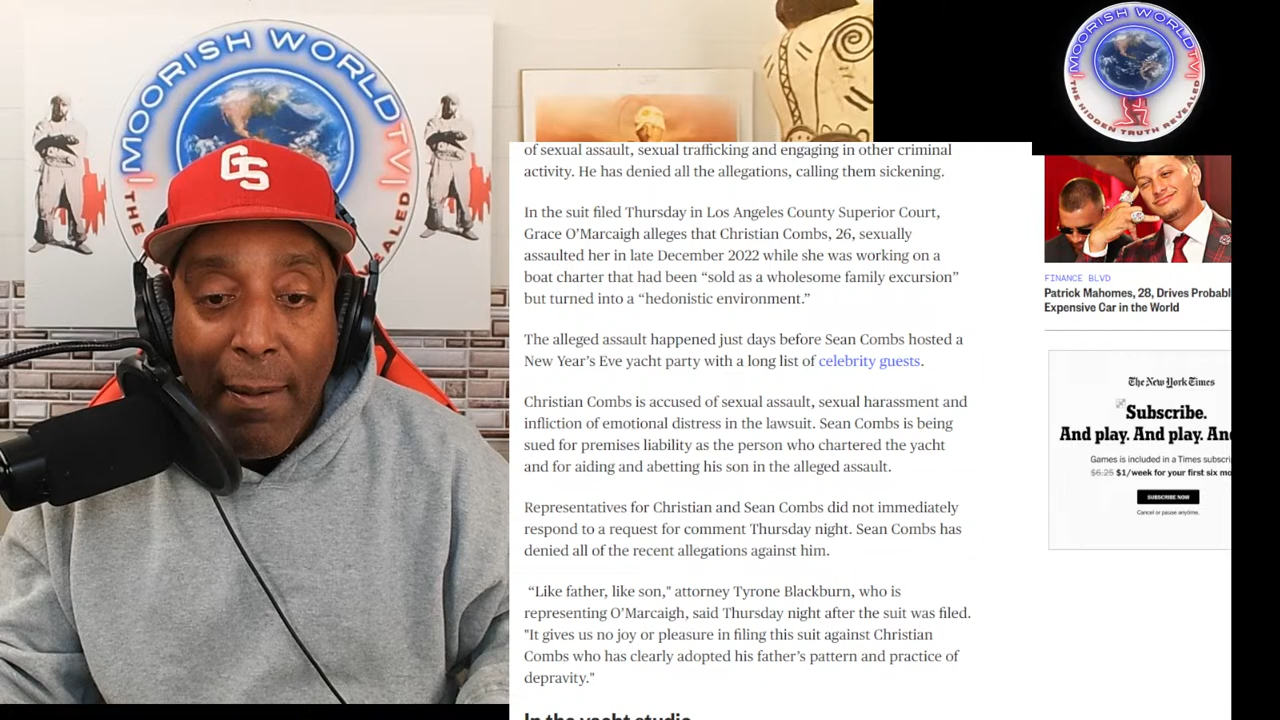 MOORISH WORLD TV
THE
REVEALED
GS
MOORISH WORLD TV
THE HIDDEN TRUTH REVEALED
of sexual assault, sexual trafficking and engaging in other criminal
activity. He has denied all the allegations, calling them sickening.
In the suit filed Thursday in Los Angeles County Superior Court,
Grace O’Marcaigh alleges that Christian Combs, 26, sexually
assaulted her in late December 2022 while she was working on a
boat charter that had been “sold as a wholesome family excursion”
but turned into a “hedonistic environment.”
The alleged assault happened just days before Sean Combs hosted a
New Year’s Eve yacht party with a long list of celebrity guests.
Christian Combs is accused of sexual assault, sexual harassment and
infliction of emotional distress in the lawsuit. Sean Combs is being
sued for premises liability as the person who chartered the yacht
and for aiding and abetting his son in the alleged assault.
Representatives for Christian and Sean Combs did not immediately
respond to a request for comment Thursday night. Sean Combs has
denied all of the recent allegations against him.
“Like father, like son," attorney Tyrone Blackburn, who is
representing O’Marcaigh, said Thursday night after the suit was filed.
"It gives us no joy or pleasure in filing this suit against Christian
Combs who has clearly adopted his father’s pattern and practice of
depravity."
In the yacht studio
FINANCE BLVD
Patrick Mahomes, 28, Drives Probabl
Expensive Car in the World
The New York Times
Subscribe.
And play. And play. An
Games is included in a Times subscri
$6.25 $1/week for your first six mo
SUBSCRIBE NOW
Cancel or pause anytime.